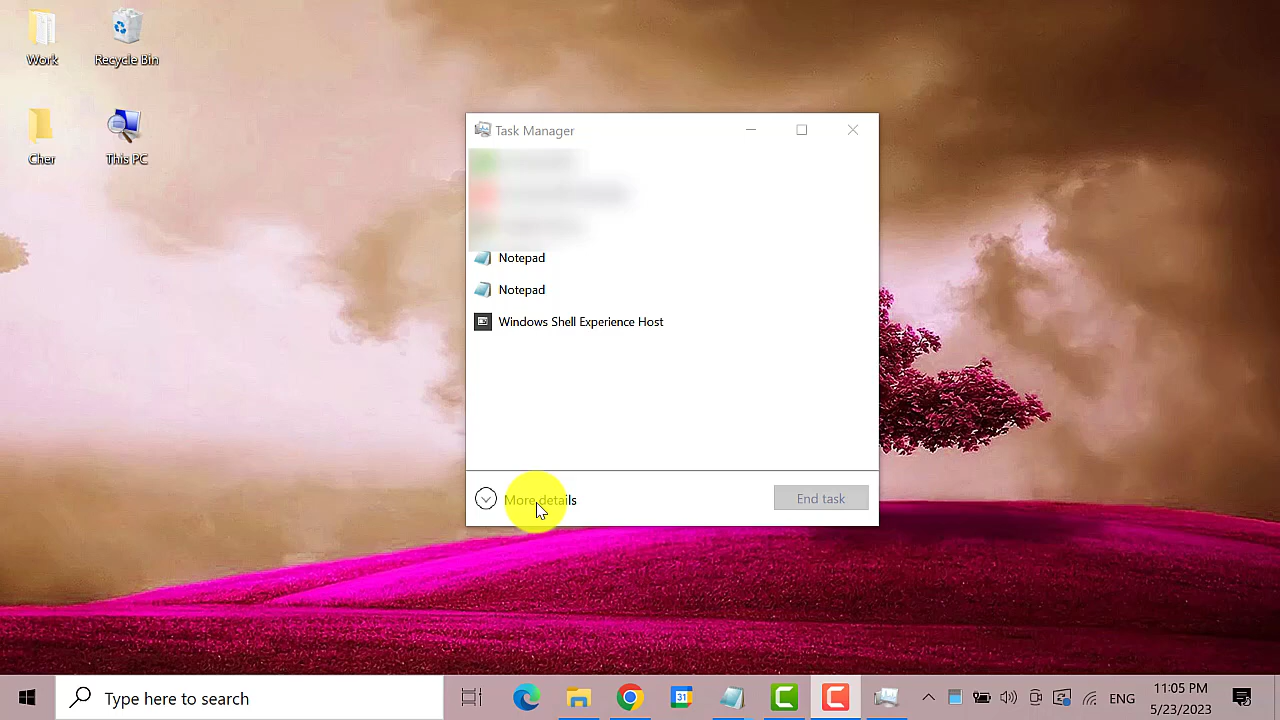 Work
Recycle Bin
Cher
This PC
Task Manager
Notepad
Notepad
Windows Shell Experience Host
More details
End task
Type here to search
31
ENG
11:05 PM
5/23/2023